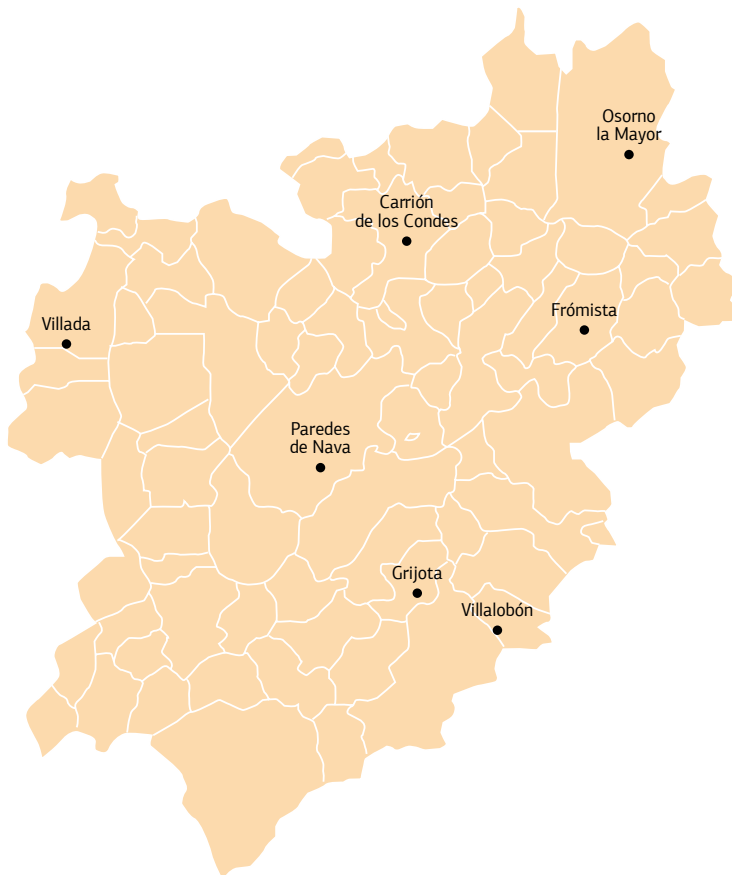 Osorno
la Mayor
Carrión
de los Condes
Frómista
Villada
Paredes
de Nava
Grijota
Villalobón